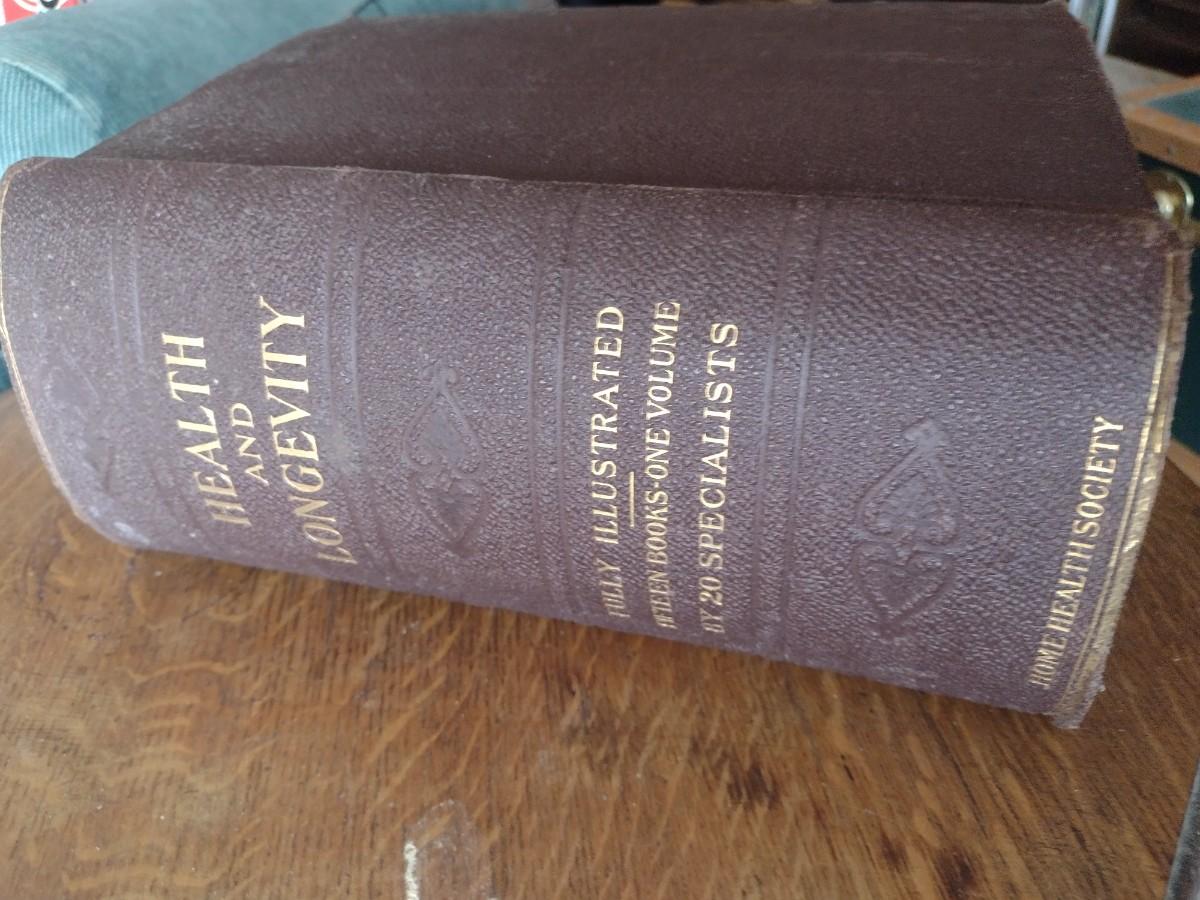 HEALTH
AND
LONGEVITY
FULLY ILLUSTRATED
FIFTEEN BOOKS·ONE VOLUME
BY 20 SPECIALISTS
HOME HEALTH SOCIETY